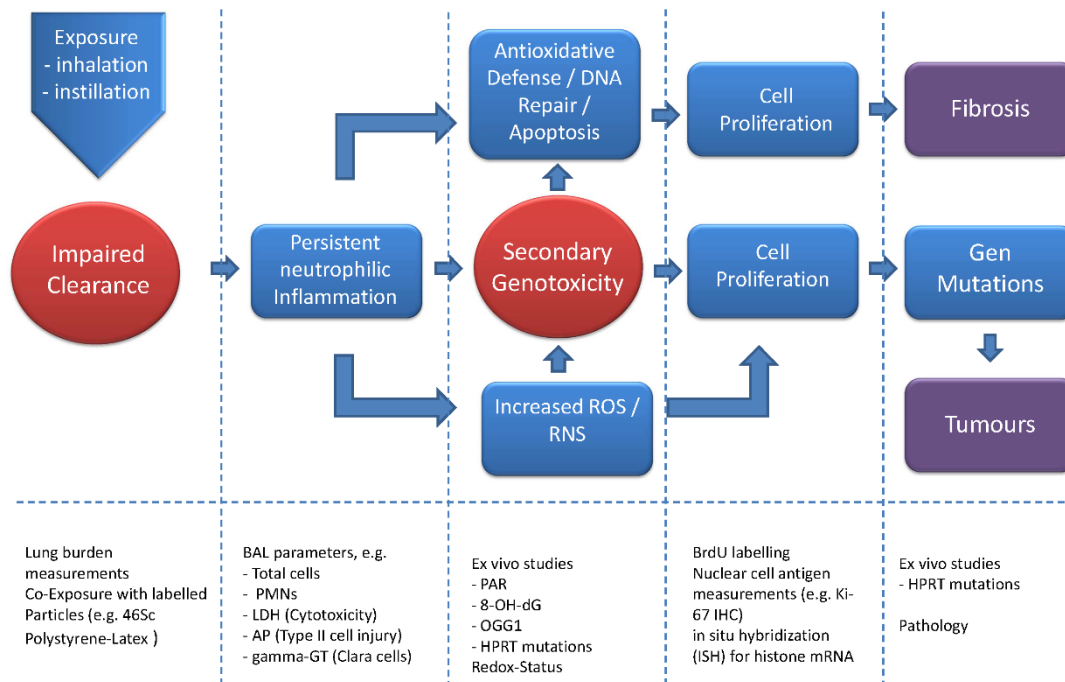 Exposure
- inhalation
- instillation
Impaired
Clearance
Persistent
neutrophilic
Inflammation
Antioxidative
Defense / DNA
Repair /
Apoptosis
Secondary
Genotoxicity
Increased ROS /
RNS
Cell
Proliferation
Cell
Proliferation
Fibrosis
Gen
Mutations
Tumours
Lung burden
measurements
Co-Exposure with labelled
Particles (e.g. 46Sc
Polystyrene-Latex )
BAL parameters, e.g.
- Total cells
- PMNs
- LDH (Cytotoxicity)
- AP (Type II cell injury)
- gamma-GT (Clara cells)
Ex vivo studies
- PAR
- 8-OH-dG
- OGG1
- HPRT mutations
Redox-Status
BrdU labelling
Nuclear cell antigen
measurements (e.g. Ki-
67 IHC)
in situ hybridization
(ISH) for histone mRNA
Ex vivo studies
- HPRT mutations
Pathology